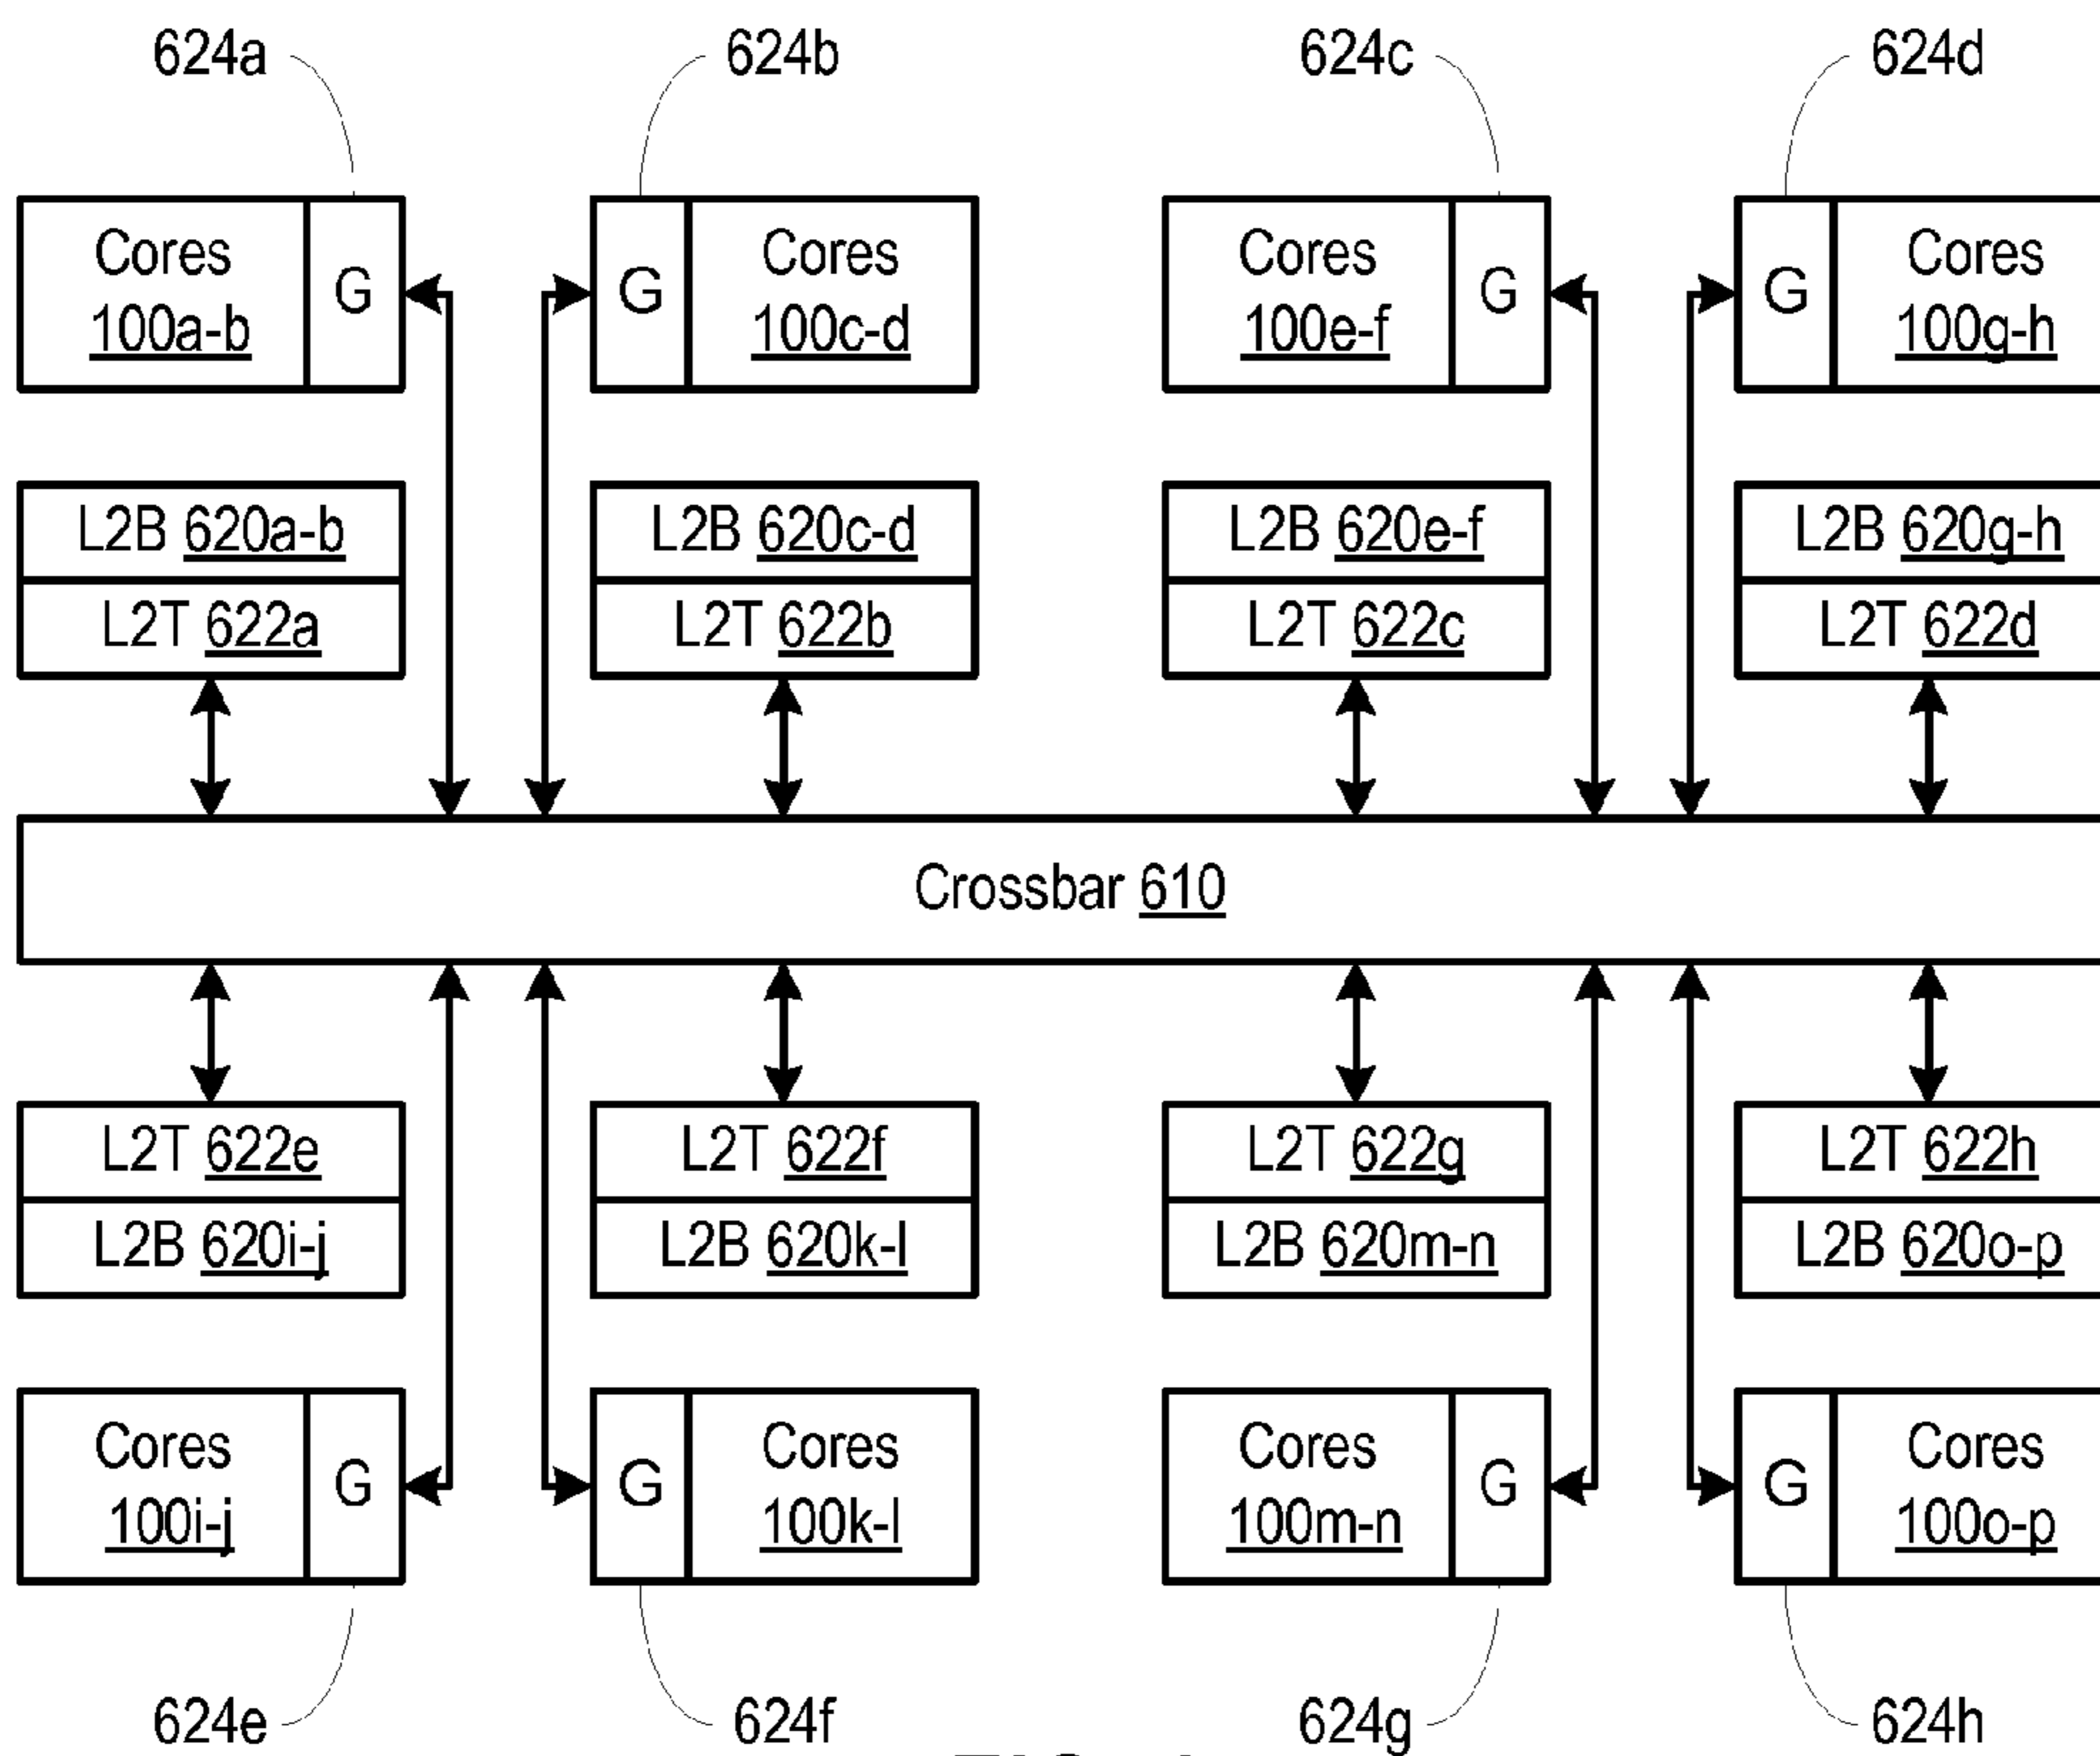 624a 624b 624c 624d
Cores G G Cores Cores G G Cores
100a-b 100c-d 100e-f 100g-h
L2B 620a-b L2B 620c-d L2B 620e-f L2B 620g-h
L2T 622a L2T 622b L2T 622c L2T 622d
Crossbar 610
L2T 622e L2T 622f L2T 622g L2T 622h
L2B 620i-j L2B 620k-l L2B 620m-n L2B 620o-p
Cores G G Cores Cores G G Cores
100i-j 100k-l 100m-n 100o-p
624e 624f 624g 624h